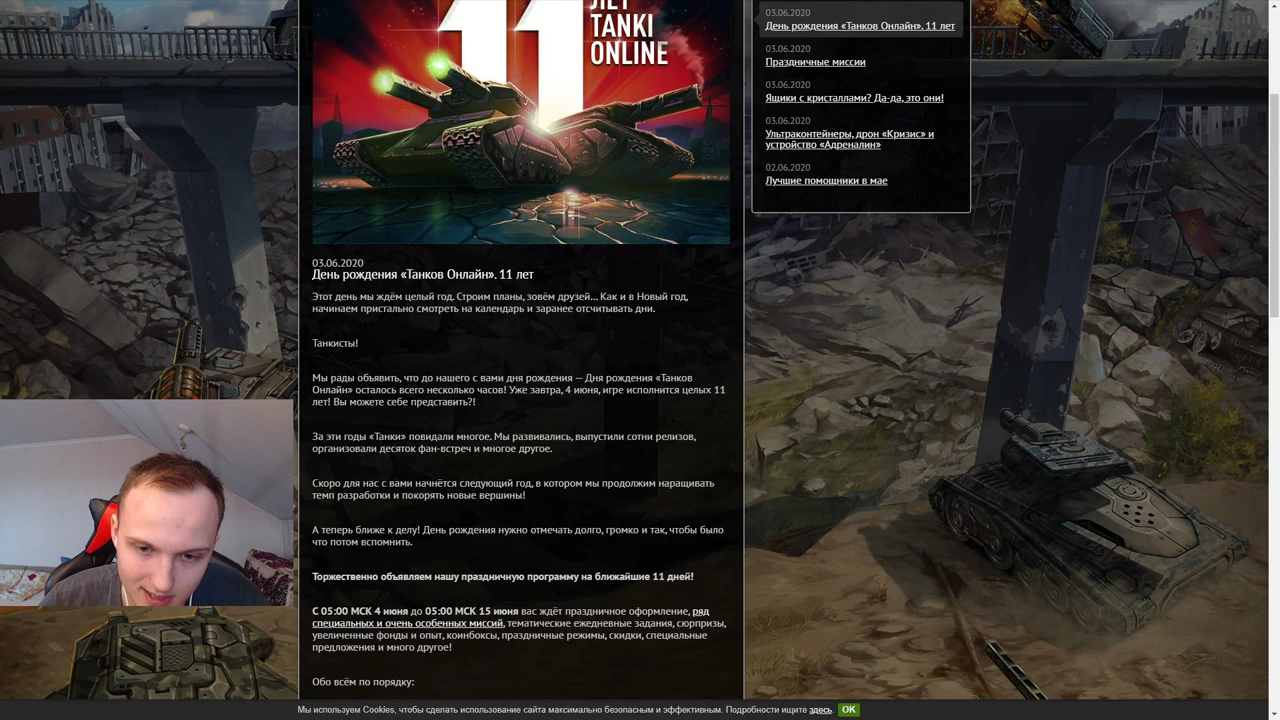 ЛЕТ
11 TANKI
ONLINE
03.06.2020
День рождения «Танков Онлайн». 11 лет
Этот день мы ждём целый год. Строим планы, зовём друзей... Как и в Новый год,
начинаем пристально смотреть на календарь и заранее отсчитывать дни.
Танкисты!
Мы рады объявить, что до нашего с вами дня рождения — Дня рождения «Танков
Онлайн» осталось всего несколько часов! Уже завтра, 4 июня, игре исполнится целых 11
лет! Вы можете себе представить?!
За эти годы «Танки» повидали многое. Мы развивались, выпустили сотни релизов,
организовали десяток фан-встреч и многое другое.
Скоро для нас с вами начнётся следующий год, в котором мы продолжим наращивать
темп разработки и покорять новые вершины!
А теперь ближе к делу! День рождения нужно отмечать долго, громко и так, чтобы было
что потом вспомнить.
Торжественно объявляем нашу праздничную программу на ближайшие 11 дней!
С 05:00 МСК 4 июня до 05:00 МСК 15 июня вас ждёт праздничное оформление, ряд
специальных и очень особенных миссий, тематические ежедневные задания, сюрпризы,
увеличенные фонды и опыт, коинбоксы, праздничные режимы, скидки, специальные
предложения и много другое!
Обо всём по порядку:
03.06.2020
День рождения «Танков Онлайн». 11 лет
03.06.2020
Праздничные миссии
03.06.2020
Ящики с кристаллами? Да-да, это они!
03.06.2020
Ультраконтейнеры, дрон «Кризис» и
устройство «Адреналин»
02.06.2020
Лучшие помощники в мае
Мы используем Cookies, чтобы сделать использование сайта максимально безопасным и эффективным. Подробности ищите здесь. OK